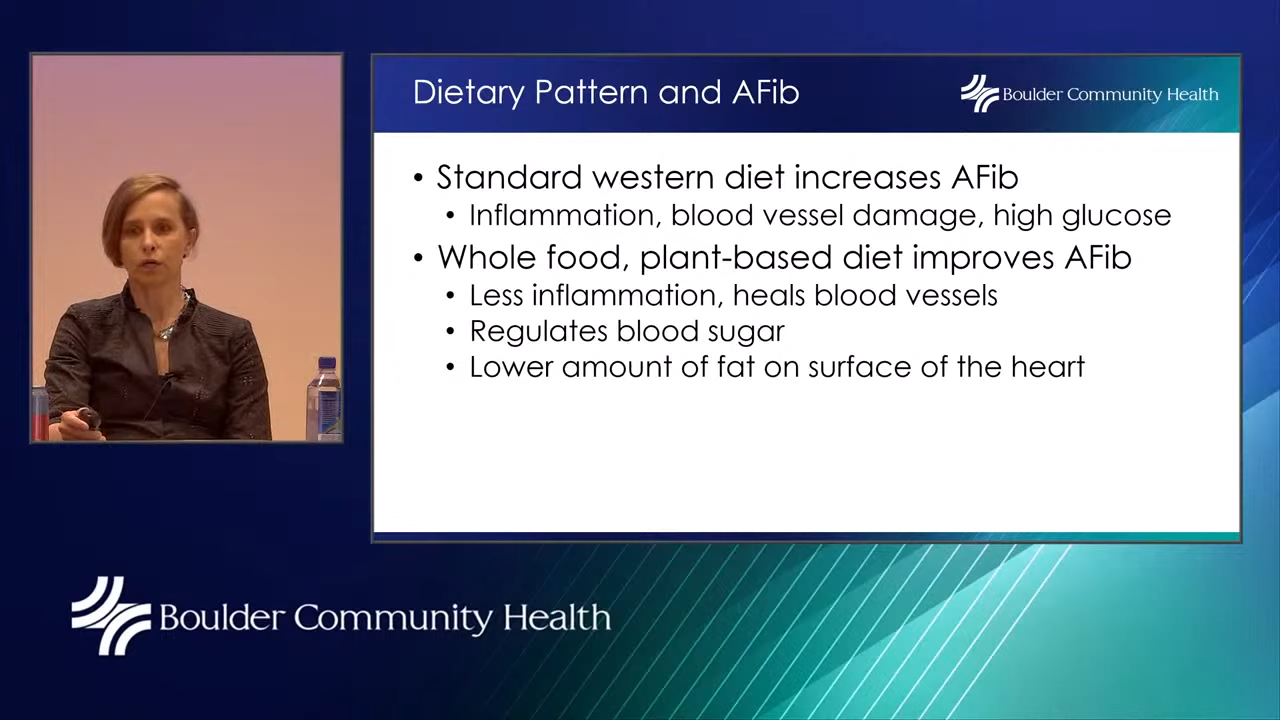 Dietary Pattern and AFib
Boulder Community Health
• Standard western diet increases AFib
• Inflammation, blood vessel damage, high glucose
• Whole food, plant-based diet improves AFib
• Less inflammation, heals blood vessels
• Regulates blood sugar
• Lower amount of fat on surface of the heart
Boulder Community Health